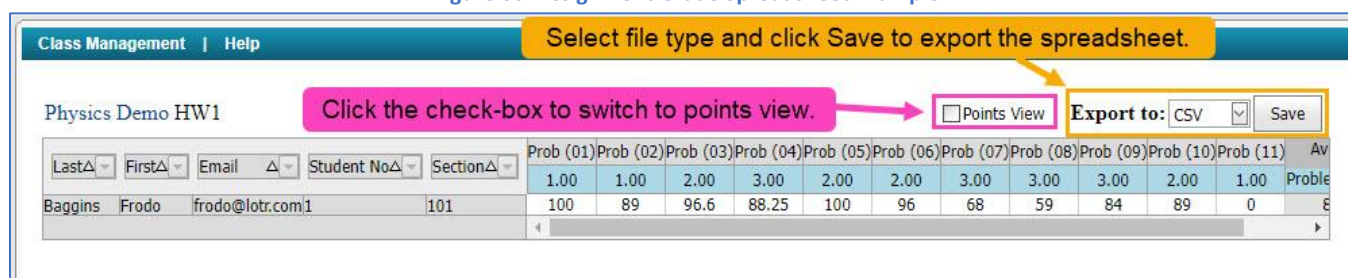 Class Management | Help
Select file type and click Save to export the spreadsheet.
Physics Demo HW1
Click the check-box to switch to points view.
Points View
Export to: CSV
Save
Last First Email Student No Section
Prob (01) Prob (02) Prob (03) Prob (04) Prob (05) Prob (06) Prob (07) Prob (08) Prob (09) Prob (10) Prob (11) Av
1.00 1.00 2.00 3.00 2.00 2.00 3.00 3.00 3.00 2.00 1.00 Proble
Baggins Frodo frodo@lotr.com 1 101 100 89 96.6 88.25 100 96 68 59 84 89 0 8